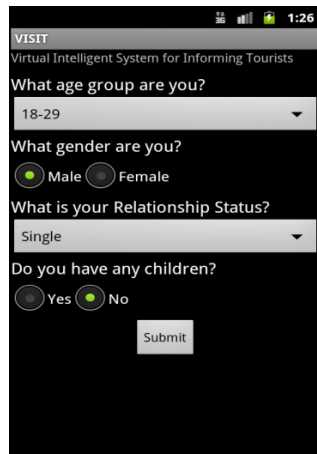 3G 1:26
VISIT
Virtual Intelligent System for Informing Tourists
What age group are you?
18-29
What gender are you?
Male Female
What is your Relationship Status?
Single
Do you have any children?
Yes No
Submit